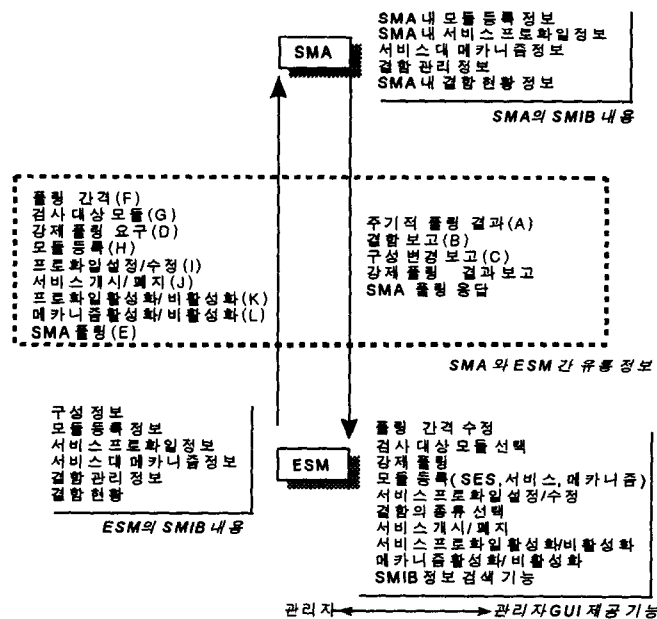 SMA
SMA내 모듈 등록 정보
SMA내 서비스 프로화일정보
서비스 대 메카니즘정보
결함 관리 정보
SMA내 결함 현황 정보
SMA의 SMIB 내용
폴링 간격(F)
검사대상 모듈(G)
강제폴링 요구(D)
모듈 등록(H)
프로화일설정/수정(I)
서비스 개시/폐지(J)
프로화일활성화/비활성화(K)
메카니즘활성화/비활성화(L)
SMA폴링(E)
주기적 폴링 결과(A)
결함 보고(B)
구성 변경 보고(C)
강제폴링 결과보고
SMA 폴링 응답
SMA 와 ESM 간 유통 정보
구성 정보
모듈등록정보
서비스프로화일정보
서비스대 메카니즘정보
결함 관리 정보
결함 현황
ESM의 SMIB 내용
ESM
폴링 간격 수정
검사대상모듈 선택
강제 폴링
모듈 등록(SES,서비스,메카니즘)
서비스프로화일설정/수정
결함의 종류 선택
서비스개시/폐지
서비스프로화일활성화/비활성화
메카니즘활성화/비활성화
SMIB정보 검색 기능
관리자 관리자GUI 제공 기능